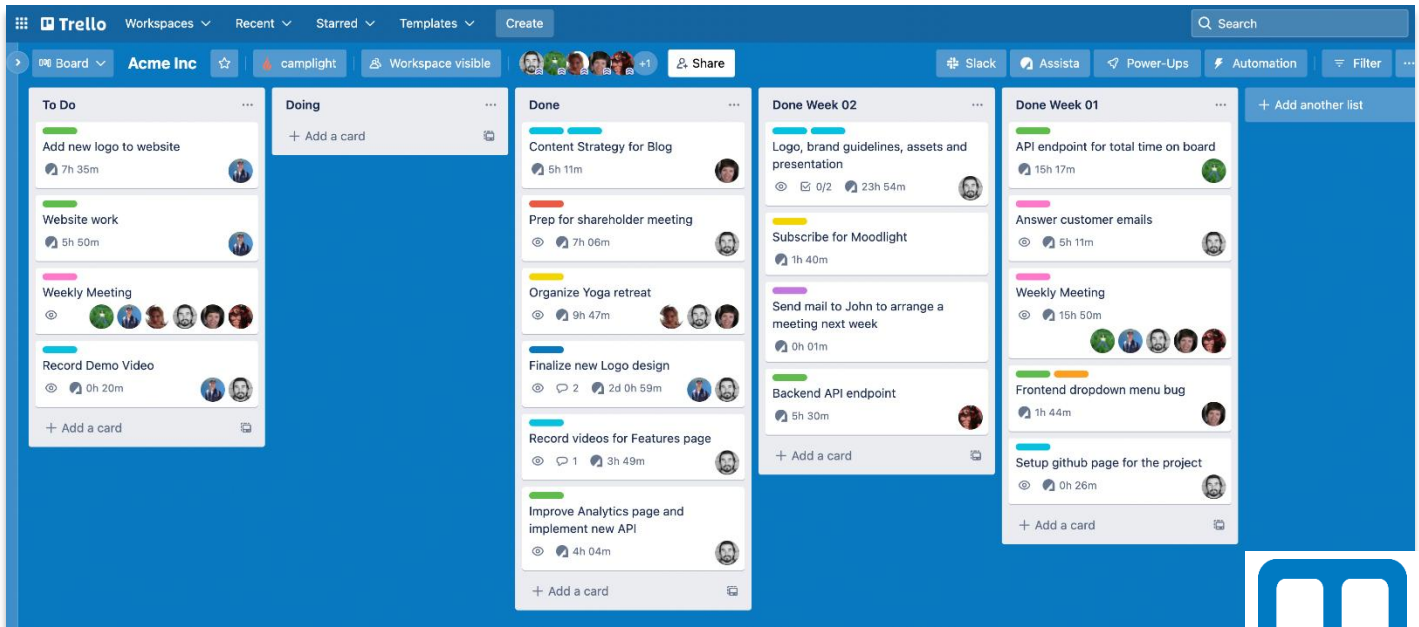 Trello Workspaces Recent Starred Templates Create Search
Board Acme Inc camplight Workspace visible +1 Share Slack Assista Power-Ups Automation Filter
To Do
Add new logo to website
7h 35m
Website work
5h 50m
Weekly Meeting
Record Demo Video
0h 20m
+ Add a card
Doing
+ Add a card
Done
Content Strategy for Blog
5h 11m
Prep for shareholder meeting
7h 06m
Organize Yoga retreat
9h 47m
Finalize new Logo design
2 2d 0h 59m
Record videos for Features page
1 3h 49m
Improve Analytics page and
implement new API
4h 04m
+ Add a card
Done Week 02
Logo, brand guidelines, assets and
presentation
0/2 23h 54m
Subscribe for Moodlight
1h 40m
Send mail to John to arrange a
meeting next week
0h 01m
Backend API endpoint
5h 30m
+ Add a card
Done Week 01
API endpoint for total time on board
15h 17m
Answer customer emails
5h 11m
Weekly Meeting
15h 50m
Frontend dropdown menu bug
1h 44m
Setup github page for the project
0h 26m
+ Add a card
+ Add another list